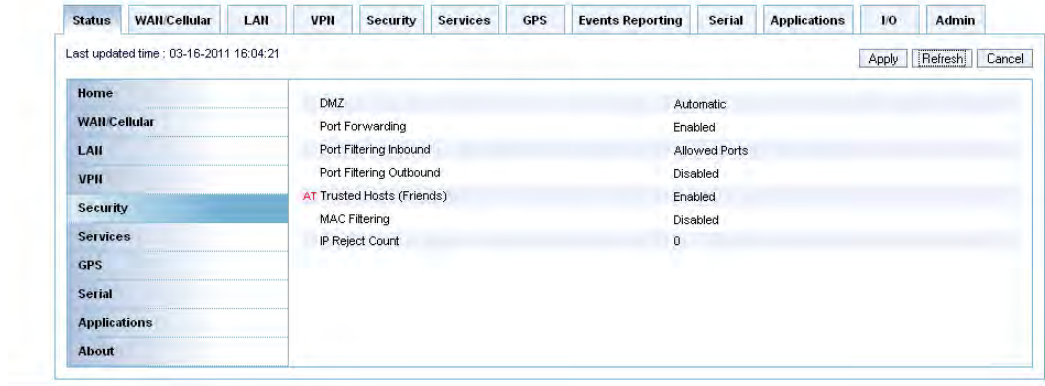 Status WAN/Cellular LAN VPN Security Services GPS Events Reporting Serial Applications I/O Admin
Last updated time : 03-16-2011 16:04:21
Apply Refresh Cancel
Home
WAN/Cellular
LAN
VPN
Security
Services
GPS
Serial
Applications
About
DMZ Automatic
Port Forwarding Enabled
Port Filtering Inbound Allowed Ports
Port Filtering Outbound Disabled
AT Trusted Hosts (Friends) Enabled
MAC Filtering Disabled
IP Reject Count 0